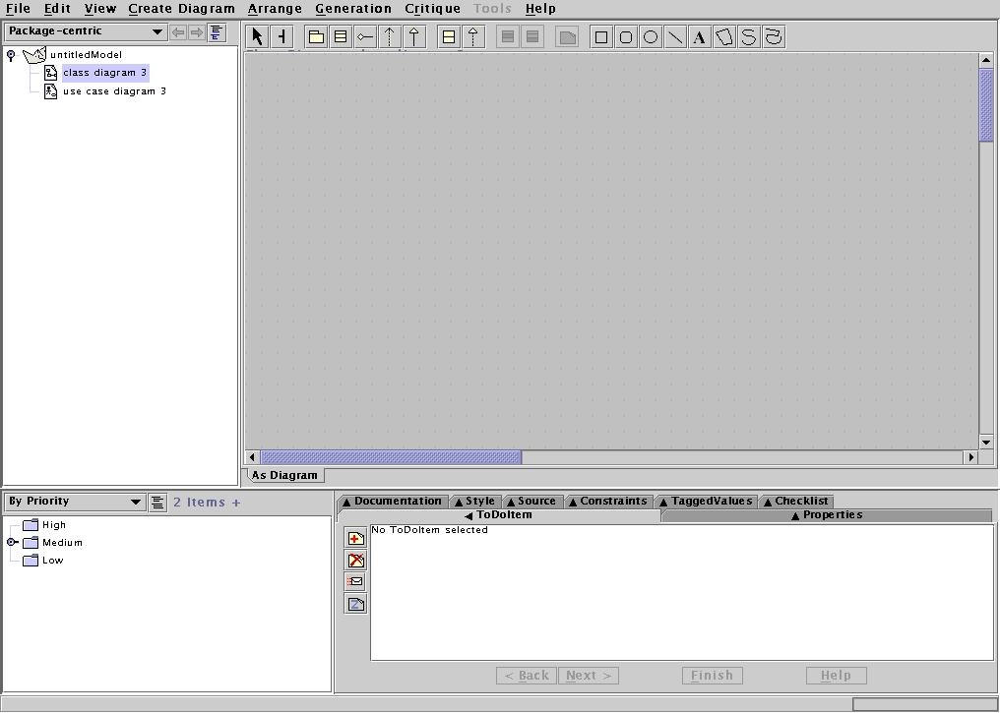 File Edit View Create Diagram Arrange Generation Critique Tools Help
Package-centric
A
untitledModel
class diagram 3
use case diagram 3
As Diagram
By Priority
2 Items +
High
Medium
Low
Documentation Style Source Constraints TaggedValues Checklist
ToDoItem Properties
No ToDoItem selected
Z
< Back Next > Finish Help